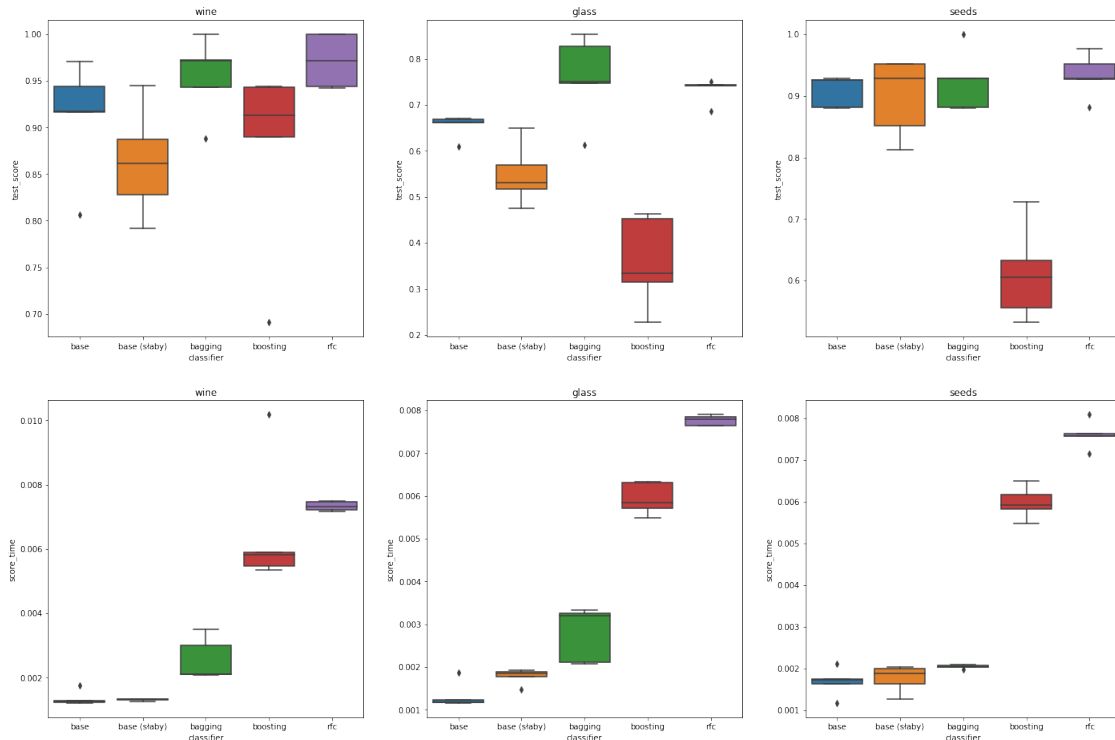 wine
glass
seeds
1.00
0.95
0.90
0.85
0.80
0.75
0.70
test_score
base
base (słaby)
bagging
boosting
rfc
classifier
0.8
0.7
0.6
0.5
0.4
0.3
0.2
test_score
base
base (słaby)
bagging
boosting
rfc
classifier
1.0
0.9
0.8
0.7
0.6
test_score
base
base (słaby)
bagging
boosting
rfc
classifier
wine
glass
seeds
0.010
0.008
0.006
0.004
0.002
score_time
base
base (słaby)
bagging
boosting
rfc
classifier
0.008
0.007
0.006
0.005
0.004
0.003
0.002
0.001
score_time
base
base (słaby)
bagging
boosting
rfc
classifier
0.008
0.007
0.006
0.005
0.004
0.003
0.002
0.001
score_time
base
base (słaby)
bagging
boosting
rfc
classifier